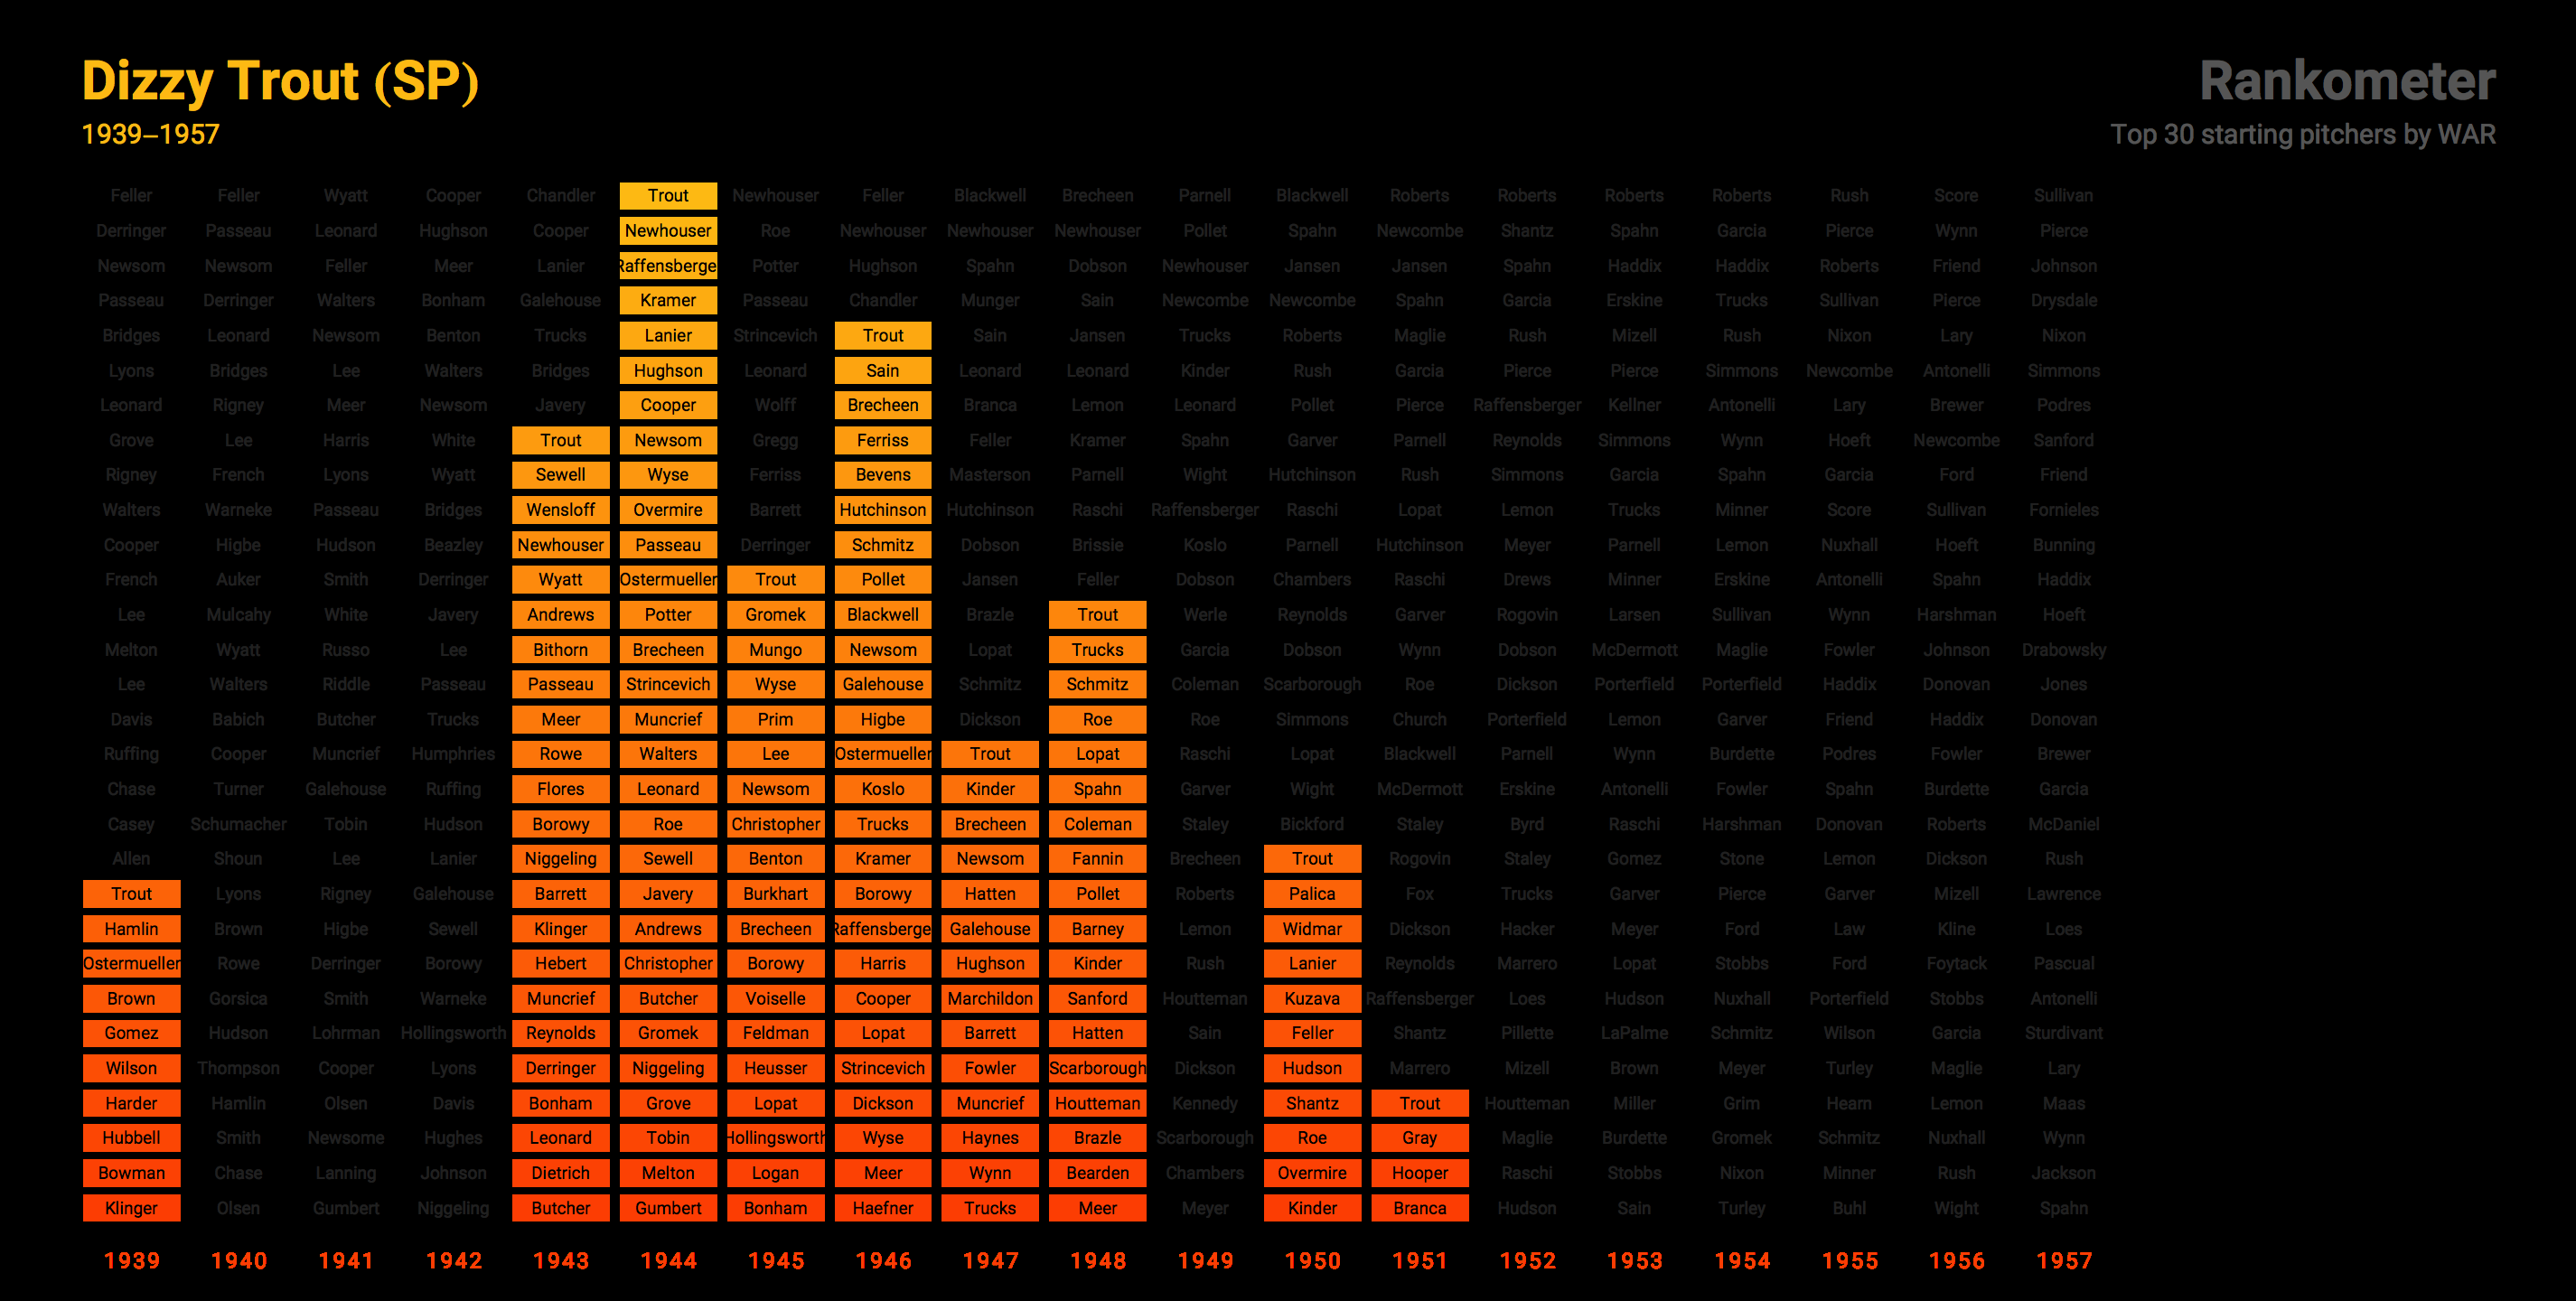 Dizzy Trout (SP)
1939–1957
Rankometer
Top 30 starting pitchers by WAR
Feller Feller Wyatt Cooper Chandler Trout Newhouser Feller Blackwell Brecheen Parnell Blackwell Roberts Roberts Roberts Roberts Rush Score Sullivan
Derringer Passeau Leonard Hughson Cooper Newhouser Roe Newhouser Newhouser Newhouser Pollet Spahn Newcombe Shantz Spahn Garcia Pierce Wynn Pierce
Newsom Newsom Feller Meer Lanier Raffensberge Potter Hughson Spahn Dobson Newhouser Jansen Jansen Spahn Haddix Haddix Roberts Friend Johnson
Passeau Derringer Walters Bonham Galehouse Kramer Passeau Chandler Munger Sain Newcombe Newcombe Spahn Garcia Erskine Trucks Sullivan Pierce Drysdale
Bridges Leonard Newsom Benton Trucks Lanier Strincevich Trout Sain Jansen Trucks Roberts Maglie Rush Mizell Rush Nixon Lary Nixon
Lyons Bridges Lee Walters Bridges Hughson Leonard Sain Leonard Leonard Kinder Rush Garcia Pierce Pierce Simmons Newcombe Antonelli Simmons
Leonard Rigney Meer Newsom Javery Cooper Wolff Brecheen Branca Lemon Leonard Pollet Pierce Raffensberger Kellner Antonelli Lary Brewer Podres
Grove Lee Harris White Trout Newsom Gregg Ferriss Feller Kramer Spahn Garver Parnell Reynolds Simmons Wynn Hoeft Newcombe Sanford
Rigney French Lyons Wyatt Sewell Wyse Ferriss Bevens Masterson Parnell Wight Hutchinson Rush Simmons Garcia Spahn Garcia Ford Friend
Walters Warneke Passeau Bridges Wensloff Overmire Barrett Hutchinson Hutchinson Raschi Raffensberger Raschi Lopat Lemon Trucks Minner Score Sullivan Fornieles
Cooper Higbe Hudson Beazley Newhouser Passeau Derringer Schmitz Dobson Brissie Koslo Parnell Hutchinson Meyer Parnell Lemon Nuxhall Hoeft Bunning
French Auker Smith Derringer Wyatt Ostermueller Trout Pollet Jansen Feller Dobson Chambers Raschi Drews Minner Erskine Antonelli Spahn Haddix
Lee Mulcahy White Javery Andrews Potter Gromek Blackwell Brazle Trout Werle Reynolds Garver Rogovin Larsen Sullivan Wynn Harshman Hoeft
Melton Wyatt Russo Lee Bithorn Brecheen Mungo Newsom Lopat Trucks Garcia Dobson Wynn Dobson McDermott Maglie Fowler Johnson Drabowsky
Lee Walters Riddle Passeau Passeau Strincevich Wyse Galehouse Schmitz Schmitz Coleman Scarborough Roe Dickson Porterfield Porterfield Haddix Donovan Jones
Davis Babich Butcher Trucks Meer Muncrief Prim Higbe Dickson Roe Roe Simmons Church Porterfield Lemon Garver Friend Haddix Donovan
Ruffing Cooper Muncrief Humphries Rowe Walters Lee Ostermueller Trout Lopat Raschi Lopat Blackwell Parnell Wynn Burdette Podres Fowler Brewer
Chase Turner Galehouse Ruffing Flores Leonard Newsom Koslo Kinder Spahn Garver Wight McDermott Erskine Antonelli Fowler Spahn Burdette Garcia
Casey Schumacher Tobin Hudson Borowy Roe Christopher Trucks Brecheen Coleman Staley Bickford Staley Byrd Raschi Harshman Donovan Roberts McDaniel
Allen Shoun Lee Lanier Niggeling Sewell Benton Kramer Newsom Fannin Brecheen Trout Rogovin Staley Gomez Stone Lemon Dickson Rush
Trout Lyons Rigney Galehouse Barrett Javery Burkhart Borowy Hatten Pollet Roberts Palica Fox Trucks Garver Pierce Garver Mizell Lawrence
Hamlin Brown Higbe Sewell Klinger Andrews Brecheen Raffensberge Galehouse Barney Lemon Widmar Dickson Hacker Meyer Ford Law Kline Loes
Ostermueller Rowe Derringer Borowy Hebert Christopher Borowy Harris Hughson Kinder Rush Lanier Reynolds Marrero Lopat Stobbs Ford Foytack Pascual
Brown Gorsica Smith Warneke Muncrief Butcher Voiselle Cooper Marchildon Sanford Houtteman Kuzava Raffensberger Loes Hudson Nuxhall Porterfield Stobbs Antonelli
Gomez Hudson Lohrman Hollingsworth Reynolds Gromek Feldman Lopat Barrett Hatten Sain Feller Shantz Pillette LaPalme Schmitz Wilson Garcia Sturdivant
Wilson Thompson Cooper Lyons Derringer Niggeling Heusser Strincevich Fowler Scarborough Dickson Hudson Marrero Mizell Brown Meyer Turley Maglie Lary
Harder Hamlin Olsen Davis Bonham Grove Lopat Dickson Muncrief Houtteman Kennedy Shantz Trout Houtteman Miller Grim Hearn Lemon Maas
Hubbell Smith Newsome Hughes Leonard Tobin Hollingsworth Wyse Haynes Brazle Scarborough Roe Gray Maglie Burdette Gromek Schmitz Nuxhall Wynn
Bowman Chase Lanning Johnson Dietrich Melton Logan Meer Wynn Bearden Chambers Overmire Hooper Raschi Stobbs Nixon Minner Rush Jackson
Klinger Olsen Gumbert Niggeling Butcher Gumbert Bonham Haefner Trucks Meer Meyer Kinder Branca Hudson Sain Turley Buhl Wight Spahn
1939 1940 1941 1942 1943 1944 1945 1946 1947 1948 1949 1950 1951 1952 1953 1954 1955 1956 1957